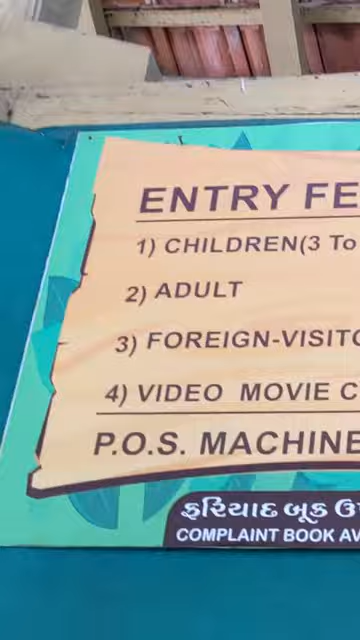 ENTRY FE
1) CHILDREN(3 To
2) ADULT
3) FOREIGN-VISITO
4) VIDEO MOVIE C
P.O.S. MACHINE
ફરિયાદ બૂક ઉ
COMPLAINT BOOK AV